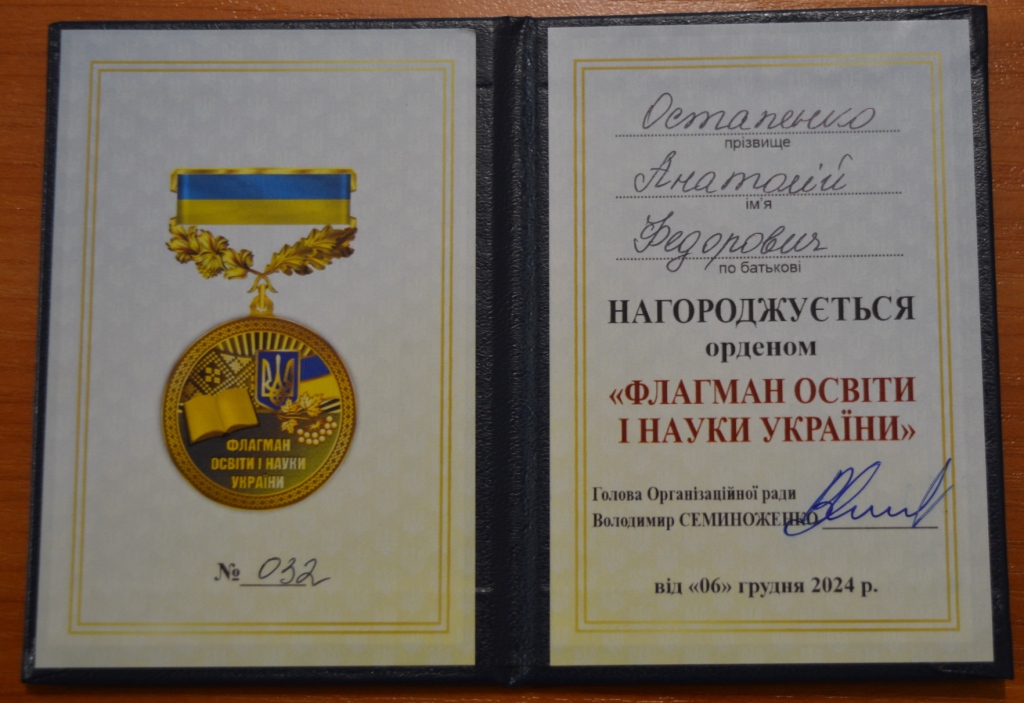 ФЛАГМАН
ОСВІТИ І НАУКИ
УКРАЇНИ
№ 032
Остапенко
прізвище
Анатолій
ім'я
Федорович
по батькові
НАГОРОДЖУЄТЬСЯ
орденом
«ФЛАГМАН ОСВІТИ
І НАУКИ УКРАЇНИ»
Голова Організаційної ради
Володимир СЕМИНОЖЕНКО
від «06» грудня 2024 р.